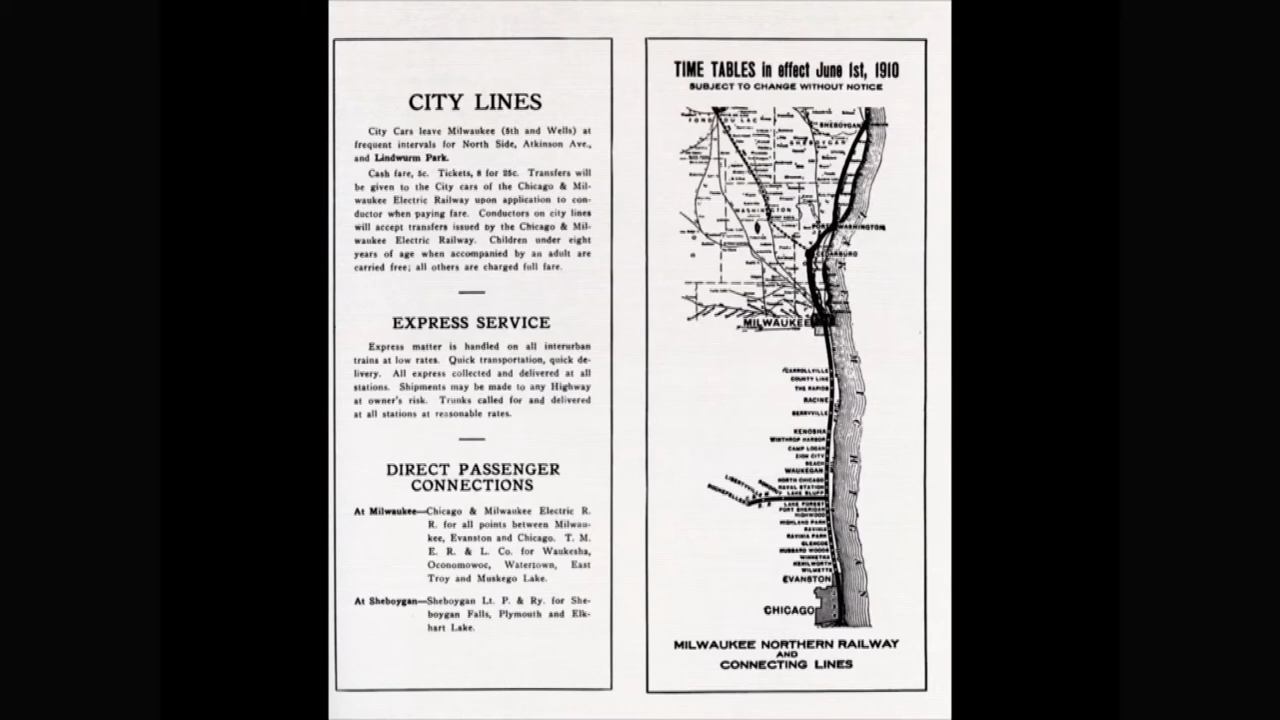 CITY LINES
City Cars leave Milwaukee (5th and Wells) at
frequent intervals for North Side, Atkinson Ave.,
and Lindwurm Park.
Cash fare, 5c. Tickets, 8 for 25c. Transfers will
be given to the City cars of the Chicago & Mil-
waukee Electric Railway upon application to con-
ductor when paying fare. Conductors on city lines
will accept transfers issued by the Chicago & Mil-
waukee Electric Railway. Children under eight
years of age when accompanied by an adult are
carried free; all others are charged full fare.
EXPRESS SERVICE
Express matter is handled on all interurban
trains at low rates. Quick transportation, quick de-
livery. All express collected and delivered at all
stations. Shipments may be made to any Highway
at owner's risk. Trunks called for and delivered
at all stations at reasonable rates.
DIRECT PASSENGER
CONNECTIONS
At Milwaukee—Chicago & Milwaukee Electric R.
R. for all points between Milwau-
kee, Evanston and Chicago. T. M.
E. R. & L. Co. for Waukesha,
Oconomowoc, Watertown, East
Troy and Muskego Lake.
At Sheboygan—Sheboygan Lt. P. & Ry. for She-
boygan Falls, Plymouth and Elk-
hart Lake.
TIME TABLES in effect June 1st, 1910
SUBJECT TO CHANGE WITHOUT NOTICE
FOND DU LAC
SHEBOYGAN
SHEBOYGAN
WASHINGTON
PORT WASHINGTON
CEDARBURG
MILWAUKEE
CARROLLVILLE
COUNTY LINE
THE RAPIDS
RACINE
BERRYVILLE
KENOSHA
WINTHROP HARBOR
CAMP LOGAN
ZION CITY
BEACH
WAUKEGAN
NORTH CHICAGO
NAVAL STATION
LAKE BLUFF
LIBERTYVILLE
ROCKEFELLER
LAKE FOREST
FORT SHERIDAN
HIGHWOOD
HIGHLAND PARK
RAVINIA
RAVINIA PARK
GLENCOE
HUBBARD WOODS
WINNETKA
KENILWORTH
WILMETTE
EVANSTON
CHICAGO
MICHIGAN
MILWAUKEE NORTHERN RAILWAY
AND
CONNECTING LINES